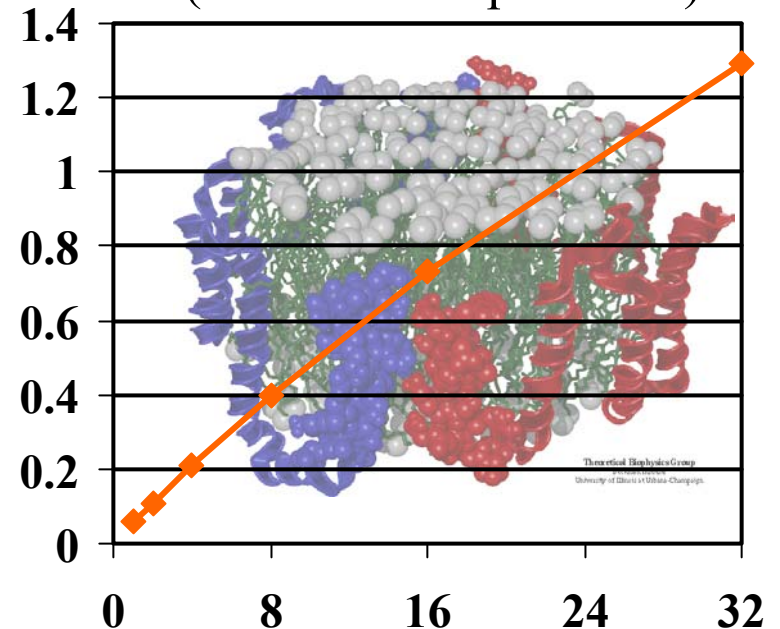 1.4
1.2
1
0.8
0.6
0.4
0.2
0
Theoretical Biophysics Group
University of Illinois at Urbana-Champaign
0 8 16 24 32